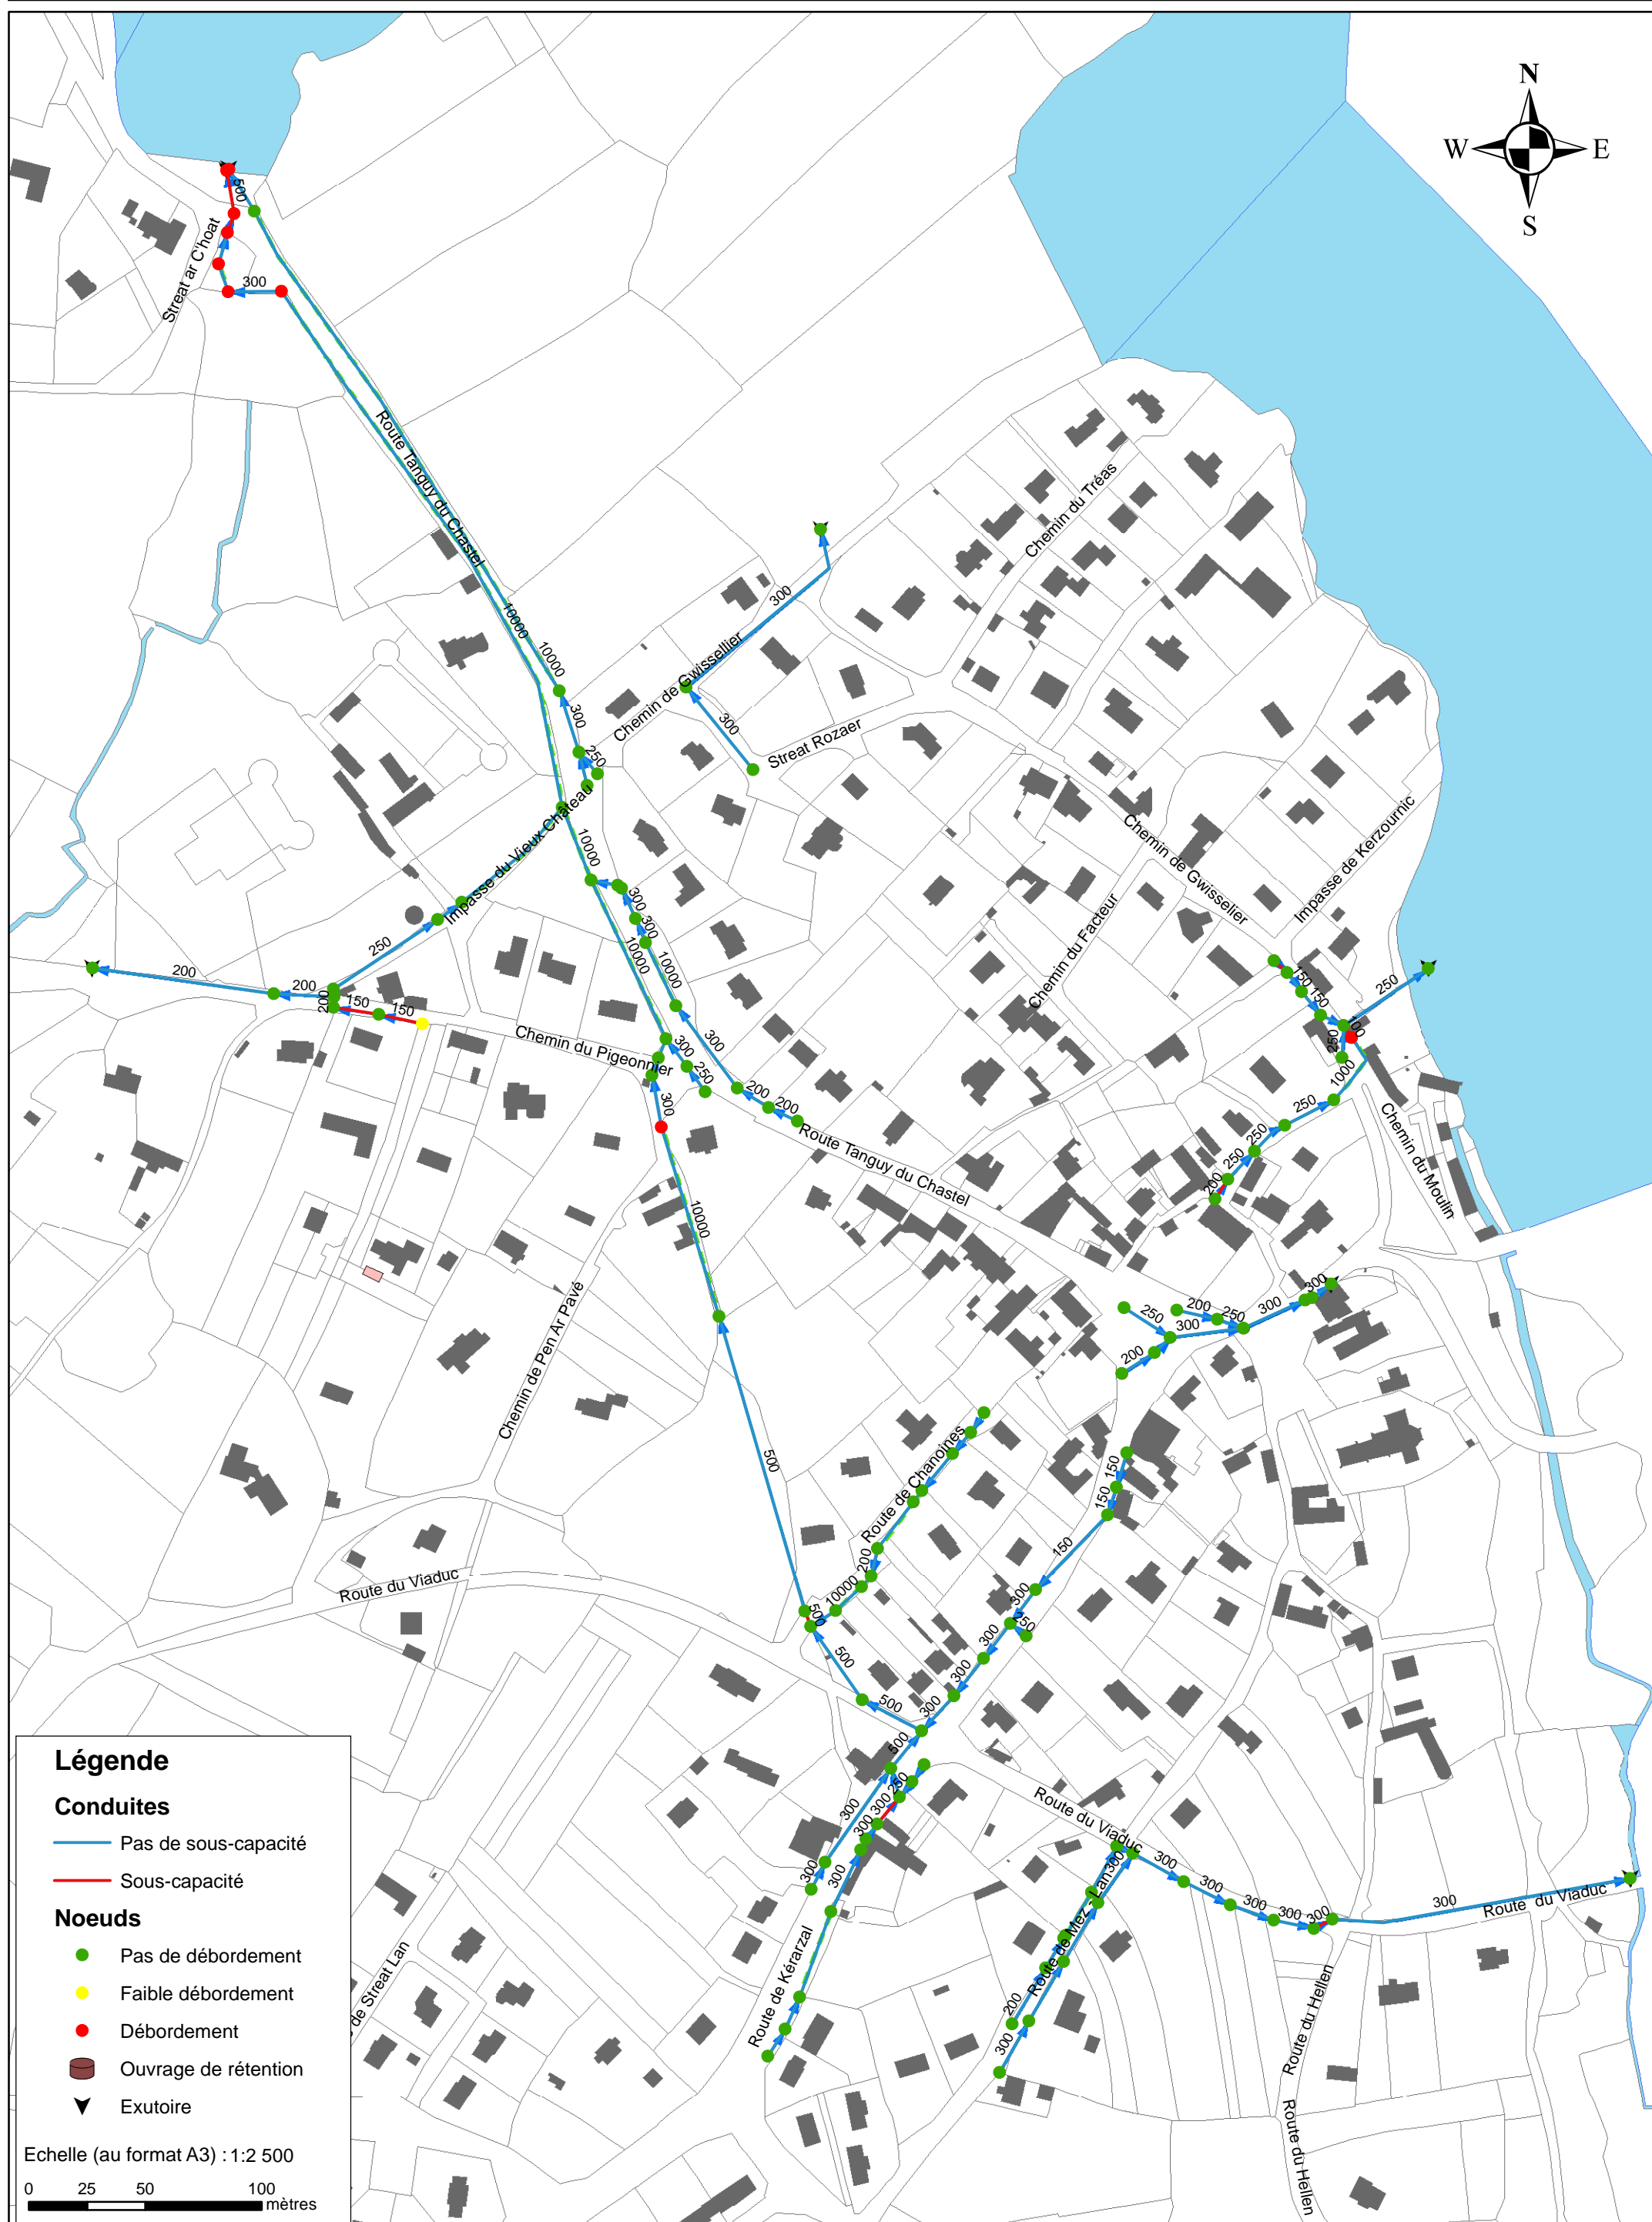 N
W
E
S
500
Streat ar C'hoat
300
Route Tanguy du Chastel
10000
10000
300
Chemin du Tréas
300
Chemin de Gwissellier
300
Streat Rozaer
250
Impasse du Vieux Château
10000
Chemin de Gwisselier
Impasse de Kerzournic
Chemin du Facteur
300
300
10000
10000
250
200
200
200
150
150
Chemin du Pigeonnier
300
250
300
300
200
200
Route Tanguy du Chastel
150
150
250
100
250
1000
250
250
250
200
Chemin du Moulin
10000
Chemin de Pen Ar Pavé
250
200
250
300
300
300
200
500
Route de Chanoines
150
150
150
200
10000
500
Route du Viaduc
300
250
300
300
300
500
500
500
250
300
300
300
300
300
Route du Viaduc
300
300
300
300
300
300
300
Route du Viaduc
Route de Mez - Lan
200
300
Route de Kérarzal
de Streat Lan
Route du Hellen
Route du Hellen
Légende
Conduites
Pas de sous-capacité
Sous-capacité
Noeuds
Pas de débordement
Faible débordement
Débordement
Ouvrage de rétention
Exutoire
Echelle (au format A3) : 1:2 500
0 25 50 100
mètres